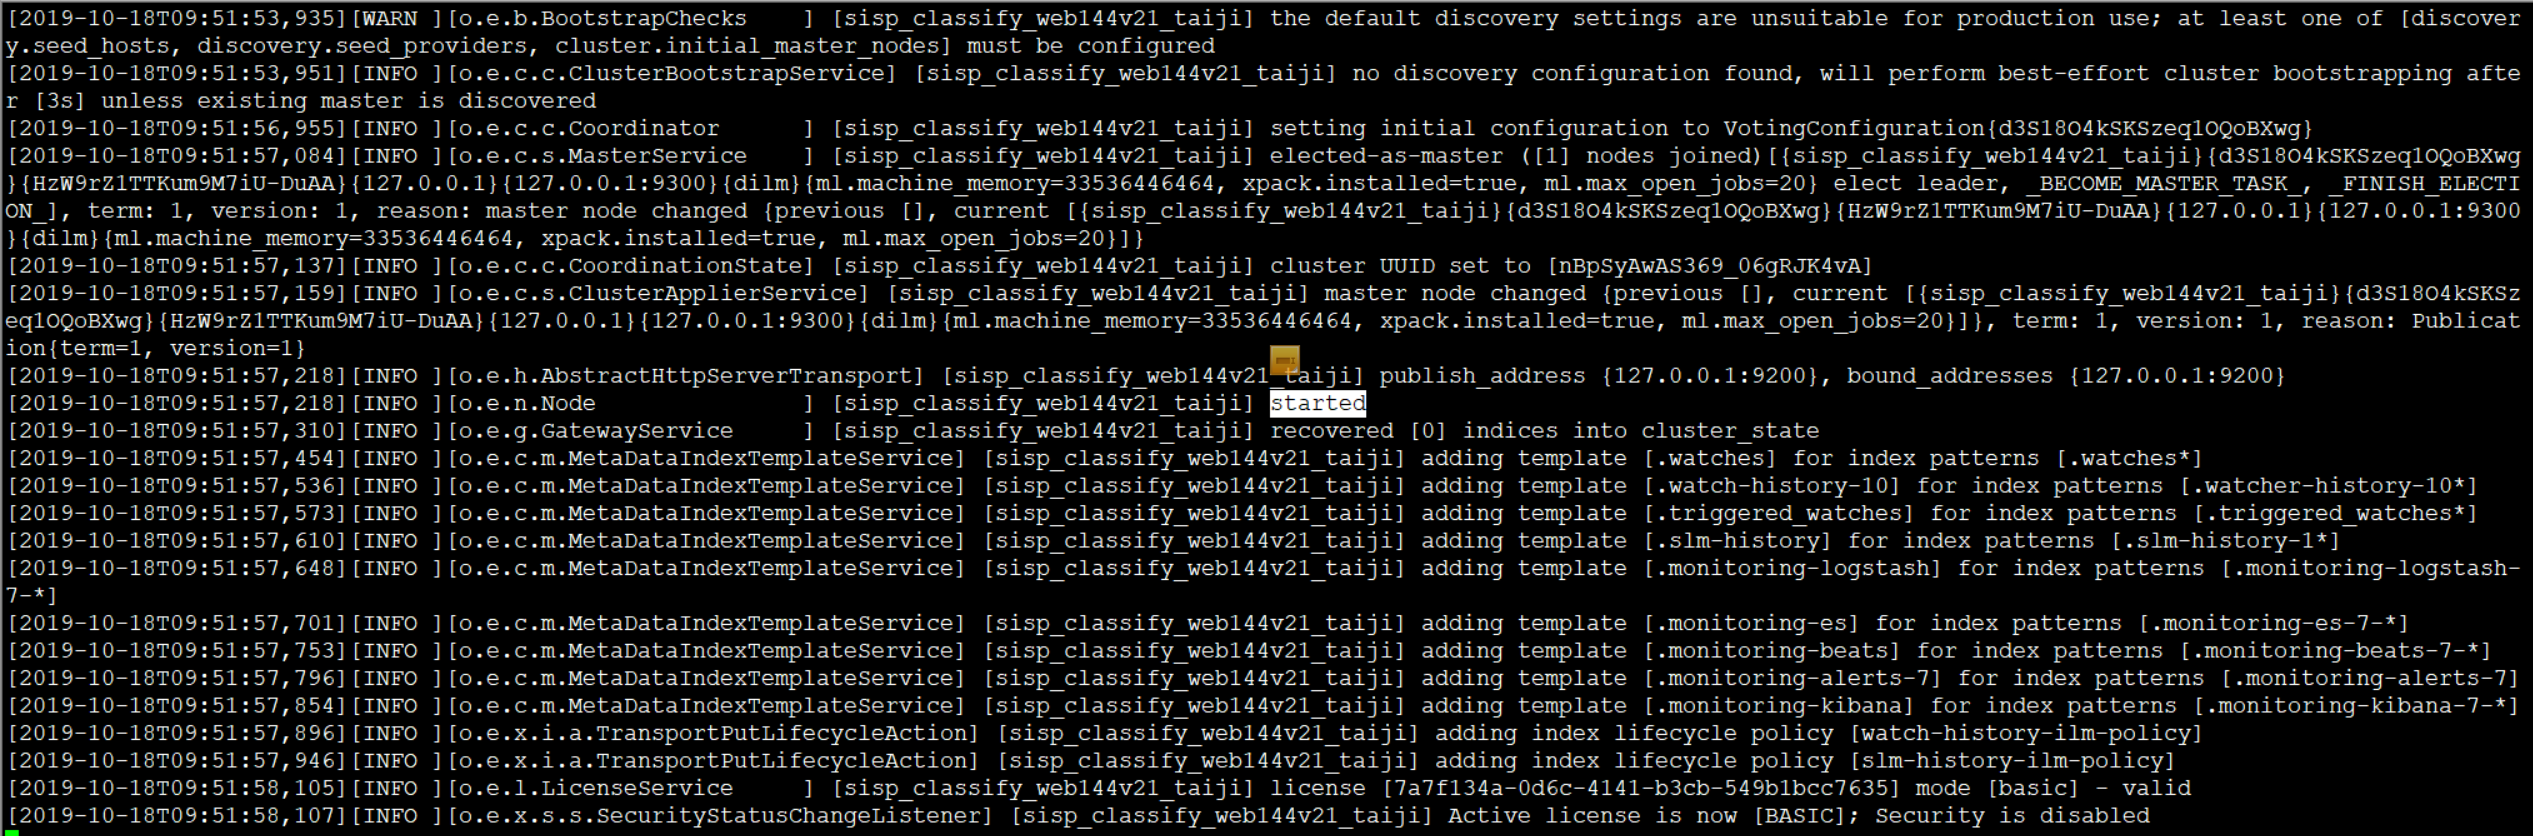 [2019-10-18T09:51:53,935][WARN ][o.e.b.BootstrapChecks    ] [sisp_classify_web144v21_taiji] the default discovery settings are unsuitable for production use; at least one of [discover
y.seed_hosts, discovery.seed_providers, cluster.initial_master_nodes] must be configured
[2019-10-18T09:51:53,951][INFO ][o.e.c.c.ClusterBootstrapService] [sisp_classify_web144v21_taiji] no discovery configuration found, will perform best-effort cluster bootstrapping afte
r [3s] unless existing master is discovered
[2019-10-18T09:51:56,955][INFO ][o.e.c.c.Coordinator      ] [sisp_classify_web144v21_taiji] setting initial configuration to VotingConfiguration{d3S18O4kSKSzeq1OQoBXwg}
[2019-10-18T09:51:57,084][INFO ][o.e.c.s.MasterService    ] [sisp_classify_web144v21_taiji] elected-as-master ([1] nodes joined)[{sisp_classify_web144v21_taiji}{d3S18O4kSKSzeq1OQoBXwg
}{HzW9rZ1TTKum9M7iU-DuAA}{127.0.0.1}{127.0.0.1:9300}{dilm}{ml.machine_memory=33536446464, xpack.installed=true, ml.max_open_jobs=20} elect leader, _BECOME_MASTER_TASK_, _FINISH_ELECTI
ON_], term: 1, version: 1, reason: master node changed {previous [], current [{sisp_classify_web144v21_taiji}{d3S18O4kSKSzeq1OQoBXwg}{HzW9rZ1TTKum9M7iU-DuAA}{127.0.0.1}{127.0.0.1:9300
}{dilm}{ml.machine_memory=33536446464, xpack.installed=true, ml.max_open_jobs=20}]}
[2019-10-18T09:51:57,137][INFO ][o.e.c.c.CoordinationState] [sisp_classify_web144v21_taiji] cluster UUID set to [nBpSyAwAS369_06gRJK4vA]
[2019-10-18T09:51:57,159][INFO ][o.e.c.s.ClusterApplierService] [sisp_classify_web144v21_taiji] master node changed {previous [], current [{sisp_classify_web144v21_taiji}{d3S18O4kSKSz
eq1OQoBXwg}{HzW9rZ1TTKum9M7iU-DuAA}{127.0.0.1}{127.0.0.1:9300}{dilm}{ml.machine_memory=33536446464, xpack.installed=true, ml.max_open_jobs=20}]}, term: 1, version: 1, reason: Publicat
ion{term=1, version=1}
[2019-10-18T09:51:57,218][INFO ][o.e.h.AbstractHttpServerTransport] [sisp_classify_web144v21_taiji] publish_address {127.0.0.1:9200}, bound_addresses {127.0.0.1:9200}
[2019-10-18T09:51:57,218][INFO ][o.e.n.Node               ] [sisp_classify_web144v21_taiji] started
[2019-10-18T09:51:57,310][INFO ][o.e.g.GatewayService     ] [sisp_classify_web144v21_taiji] recovered [0] indices into cluster_state
[2019-10-18T09:51:57,454][INFO ][o.e.c.m.MetaDataIndexTemplateService] [sisp_classify_web144v21_taiji] adding template [.watches] for index patterns [.watches*]
[2019-10-18T09:51:57,536][INFO ][o.e.c.m.MetaDataIndexTemplateService] [sisp_classify_web144v21_taiji] adding template [.watch-history-10] for index patterns [.watcher-history-10*]
[2019-10-18T09:51:57,573][INFO ][o.e.c.m.MetaDataIndexTemplateService] [sisp_classify_web144v21_taiji] adding template [.triggered_watches] for index patterns [.triggered_watches*]
[2019-10-18T09:51:57,610][INFO ][o.e.c.m.MetaDataIndexTemplateService] [sisp_classify_web144v21_taiji] adding template [.slm-history] for index patterns [.slm-history-1*]
[2019-10-18T09:51:57,648][INFO ][o.e.c.m.MetaDataIndexTemplateService] [sisp_classify_web144v21_taiji] adding template [.monitoring-logstash] for index patterns [.monitoring-logstash-
7-*]
[2019-10-18T09:51:57,701][INFO ][o.e.c.m.MetaDataIndexTemplateService] [sisp_classify_web144v21_taiji] adding template [.monitoring-es] for index patterns [.monitoring-es-7-*]
[2019-10-18T09:51:57,753][INFO ][o.e.c.m.MetaDataIndexTemplateService] [sisp_classify_web144v21_taiji] adding template [.monitoring-beats] for index patterns [.monitoring-beats-7-*]
[2019-10-18T09:51:57,796][INFO ][o.e.c.m.MetaDataIndexTemplateService] [sisp_classify_web144v21_taiji] adding template [.monitoring-alerts-7] for index patterns [.monitoring-alerts-7]
[2019-10-18T09:51:57,854][INFO ][o.e.c.m.MetaDataIndexTemplateService] [sisp_classify_web144v21_taiji] adding template [.monitoring-kibana] for index patterns [.monitoring-kibana-7-*]
[2019-10-18T09:51:57,896][INFO ][o.e.x.i.a.TransportPutLifecycleAction] [sisp_classify_web144v21_taiji] adding index lifecycle policy [watch-history-ilm-policy]
[2019-10-18T09:51:57,946][INFO ][o.e.x.i.a.TransportPutLifecycleAction] [sisp_classify_web144v21_taiji] adding index lifecycle policy [slm-history-ilm-policy]
[2019-10-18T09:51:58,105][INFO ][o.e.l.LicenseService     ] [sisp_classify_web144v21_taiji] license [7a7f134a-0d6c-4141-b3cb-549b1bcc7635] mode [basic] - valid
[2019-10-18T09:51:58,107][INFO ][o.e.x.s.s.SecurityStatusChangeListener] [sisp_classify_web144v21_taiji] Active license is now [BASIC]; Security is disabled